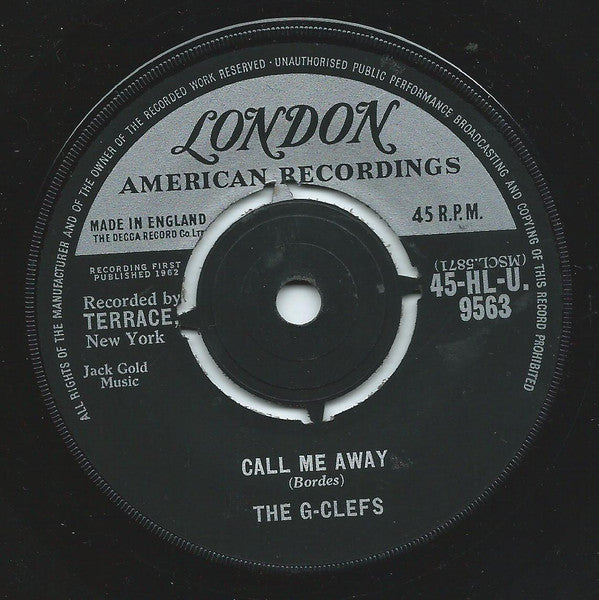 ALL RIGHTS OF THE MANUFACTURER AND OF THE OWNER OF THE RECORDED WORK RESERVED · UNAUTHORISED PUBLIC PERFORMANCE BROADCASTING AND COPYING OF THIS RECORD PROHIBITED
LONDON
AMERICAN RECORDINGS
MADE IN ENGLAND
THE DECCA RECORD CO. LTD
45 R.P.M.
RECORDING FIRST
PUBLISHED 1962
(MSCL.5871)
45-HL-U.
9563
Recorded by
TERRACE,
New York
Jack Gold
Music
CALL ME AWAY
(Bordes)
THE G-CLEFS